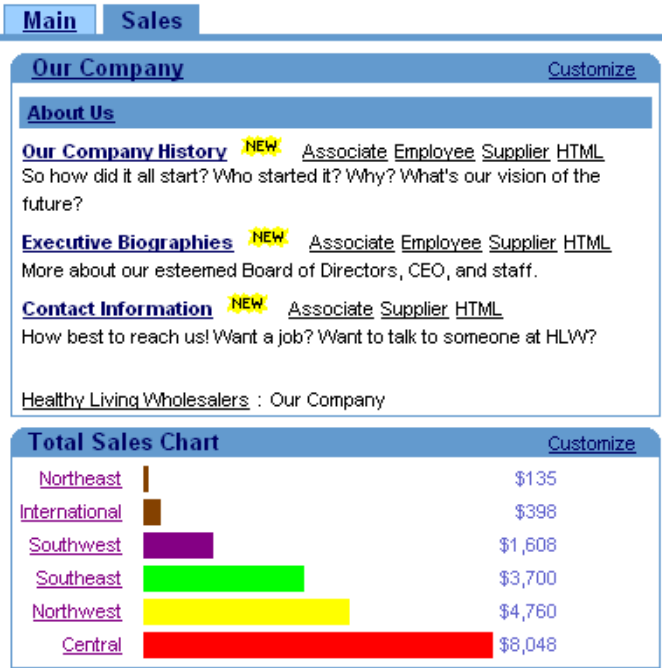 Main Sales
Our Company Customize
About Us
Our Company History NEW Associate Employee Supplier HTML
So how did it all start? Who started it? Why? What's our vision of the
future?
Executive Biographies NEW Associate Employee Supplier HTML
More about our esteemed Board of Directors, CEO, and staff.
Contact Information NEW Associate Supplier HTML
How best to reach us! Want a job? Want to talk to someone at HLW?
Healthy Living Wholesalers : Our Company
Total Sales Chart Customize
Northeast $135
International $398
Southwest $1,608
Southeast $3,700
Northwest $4,760
Central $8,048